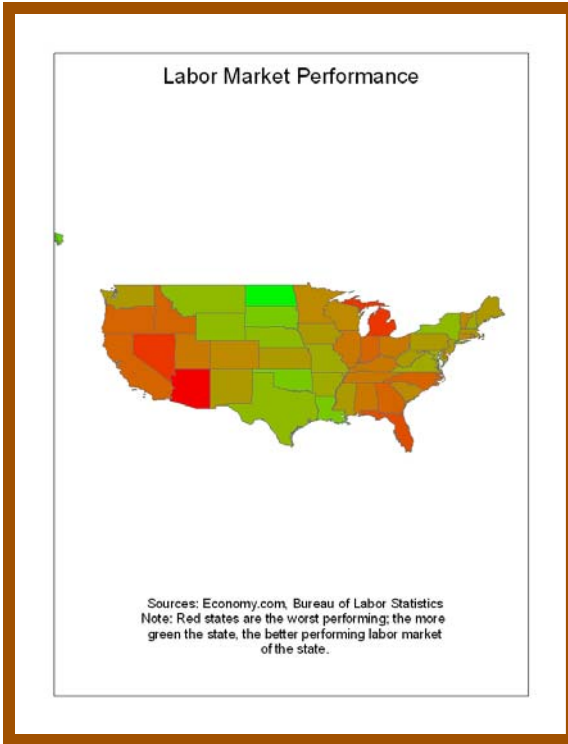 Labor Market Performance
Sources: Economy.com, Bureau of Labor Statistics
Note: Red states are the worst performing; the more
green the state, the better performing labor market
of the state.